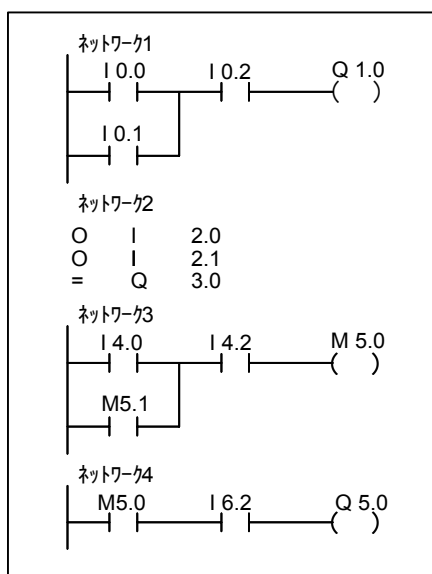 ﾈｯﾄﾜｰｸ1
I 0.0 I 0.2 Q 1.0
I 0.1
ﾈｯﾄﾜｰｸ2
O I 2.0
O I 2.1
= Q 3.0
ﾈｯﾄﾜｰｸ3
I 4.0 I 4.2 M 5.0
M5.1
ﾈｯﾄﾜｰｸ4
M5.0 I 6.2 Q 5.0